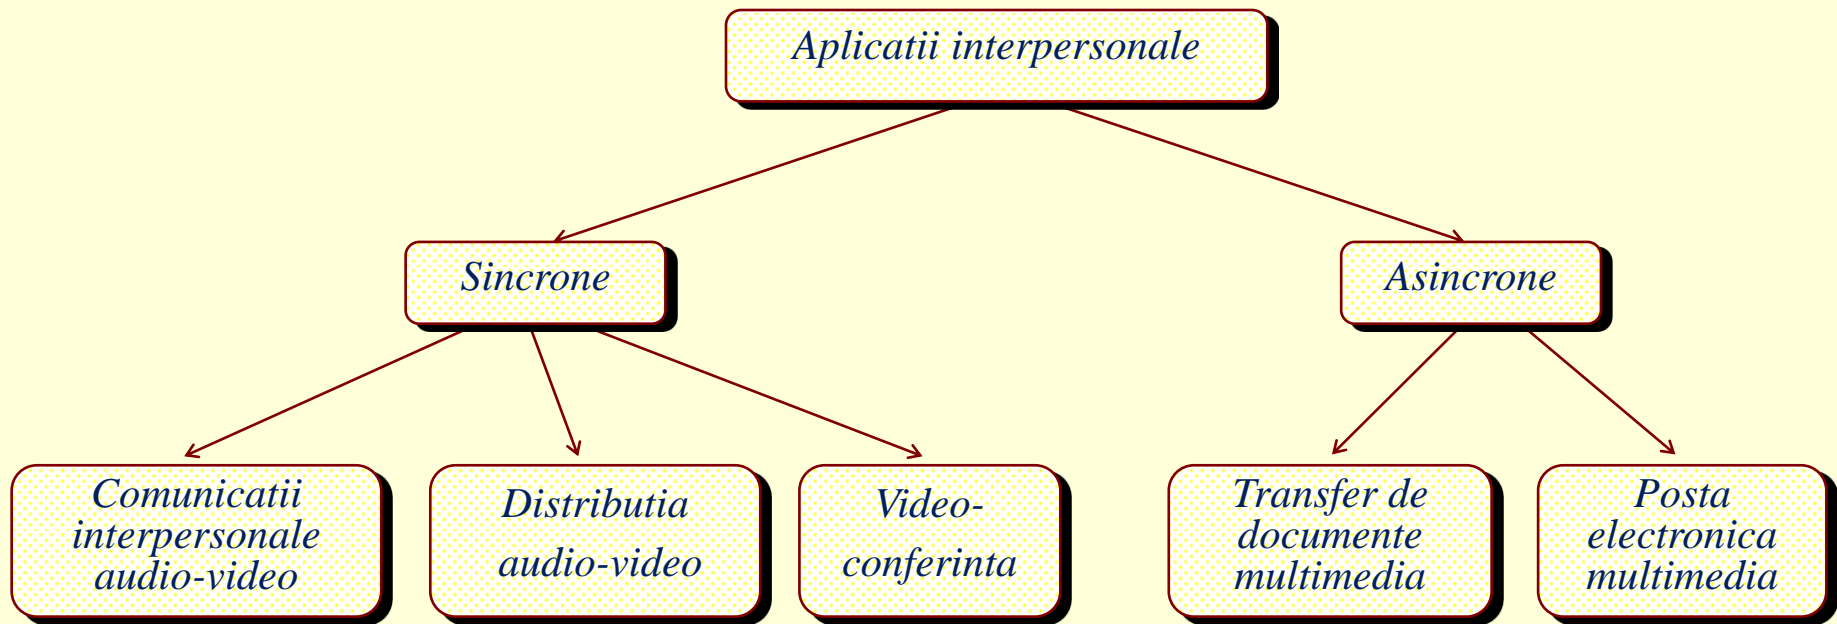 Aplicatii interpersonale
Sincrone
Asincrone
Comunicatii
interpersonale
audio-video
Distributia
audio-video
Video-
conferinta
Transfer de
documente
multimedia
Posta
electronica
multimedia